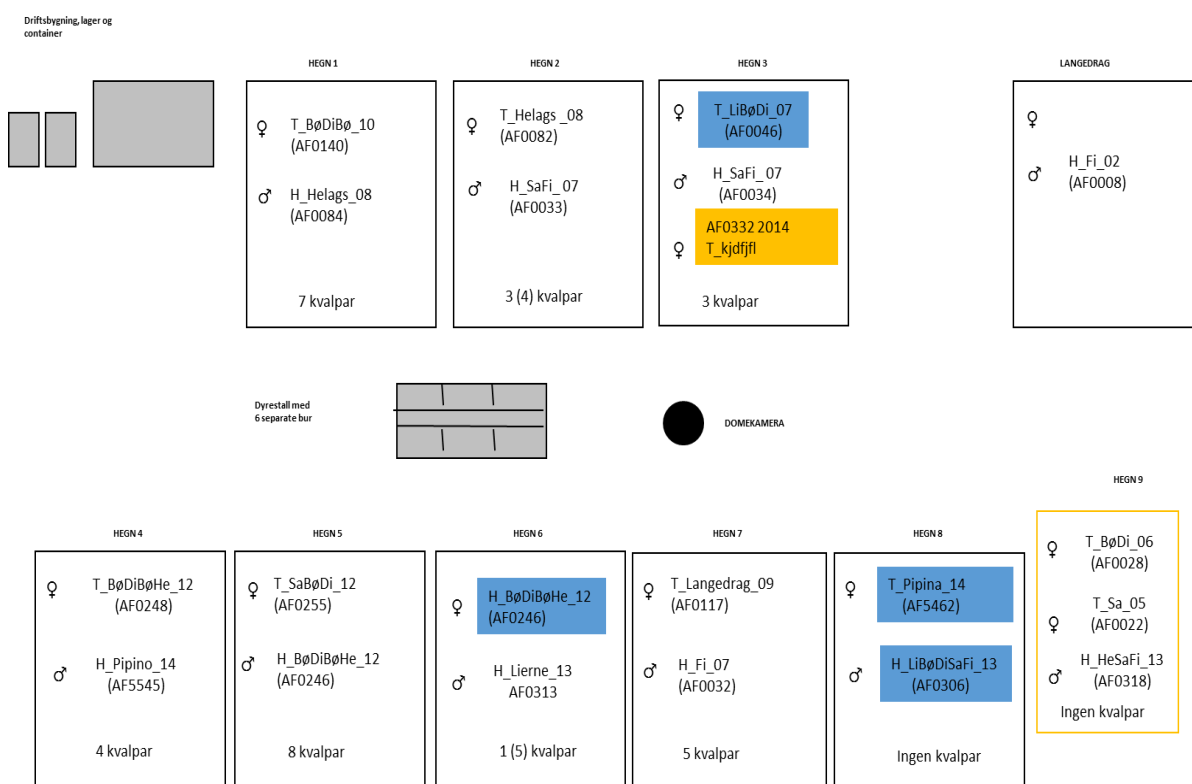 Driftsbygning, lager og
container
HEGN 1
♀ T_BøDiBø_10
(AF0140)
♂ H_Helags_08
(AF0084)
7 kvalpar
HEGN 2
♀ T_Helags _08
(AF0082)
♂ H_SaFi_07
(AF0033)
3 (4) kvalpar
HEGN 3
♀ T_LiBøDi_07
(AF0046)
♂ H_SaFi_07
(AF0034)
AF0332 2014
♀ T_kjdfjfl
3 kvalpar
LANGEDRAG
♀
♂ H_Fi_02
(AF0008)
Dyrestall med
6 separate bur
DOMEKAMERA
HEGN 4
♀ T_BøDiBøHe_12
(AF0248)
♂ H_Pipino_14
(AF5545)
4 kvalpar
HEGN 5
♀ T_SaBøDi_12
(AF0255)
♂ H_BøDiBøHe_12
(AF0246)
8 kvalpar
HEGN 6
♀ H_BøDiBøHe_12
(AF0246)
♂ H_Lierne_13
AF0313
1 (5) kvalpar
HEGN 7
♀ T_Langedrag_09
(AF0117)
♂ H_Fi_07
(AF0032)
5 kvalpar
HEGN 8
♀ T_Pipina_14
(AF5462)
♂ H_LiBøDiSaFi_13
(AF0306)
Ingen kvalpar
HEGN 9
♀ T_BøDi_06
(AF0028)
♀ T_Sa_05
(AF0022)
♂ H_HeSaFi_13
(AF0318)
Ingen kvalpar